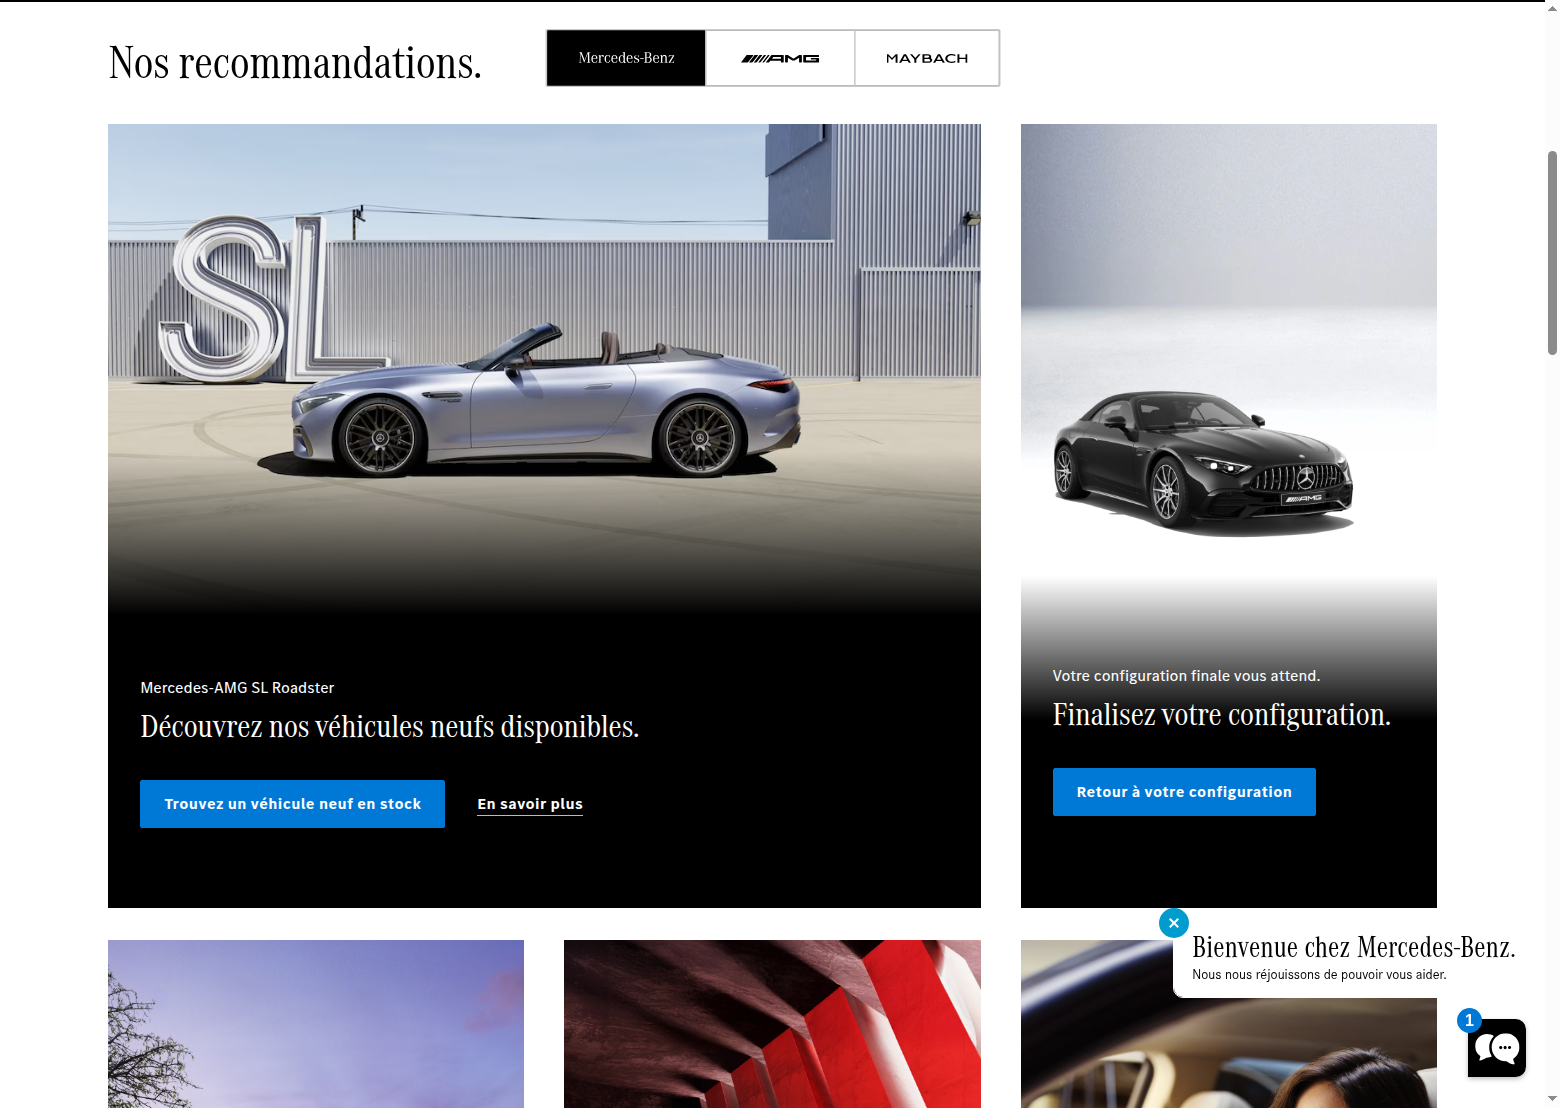 Nos recommandations.
Mercedes-Benz
AMG
MAYBACH
SL
AMG
Mercedes-AMG SL Roadster
Découvrez nos véhicules neufs disponibles.
Trouvez un véhicule neuf en stock
En savoir plus
Votre configuration finale vous attend.
Finalisez votre configuration.
Retour à votre configuration
Bienvenue chez Mercedes-Benz.
Nous nous réjouissons de pouvoir vous aider.
1